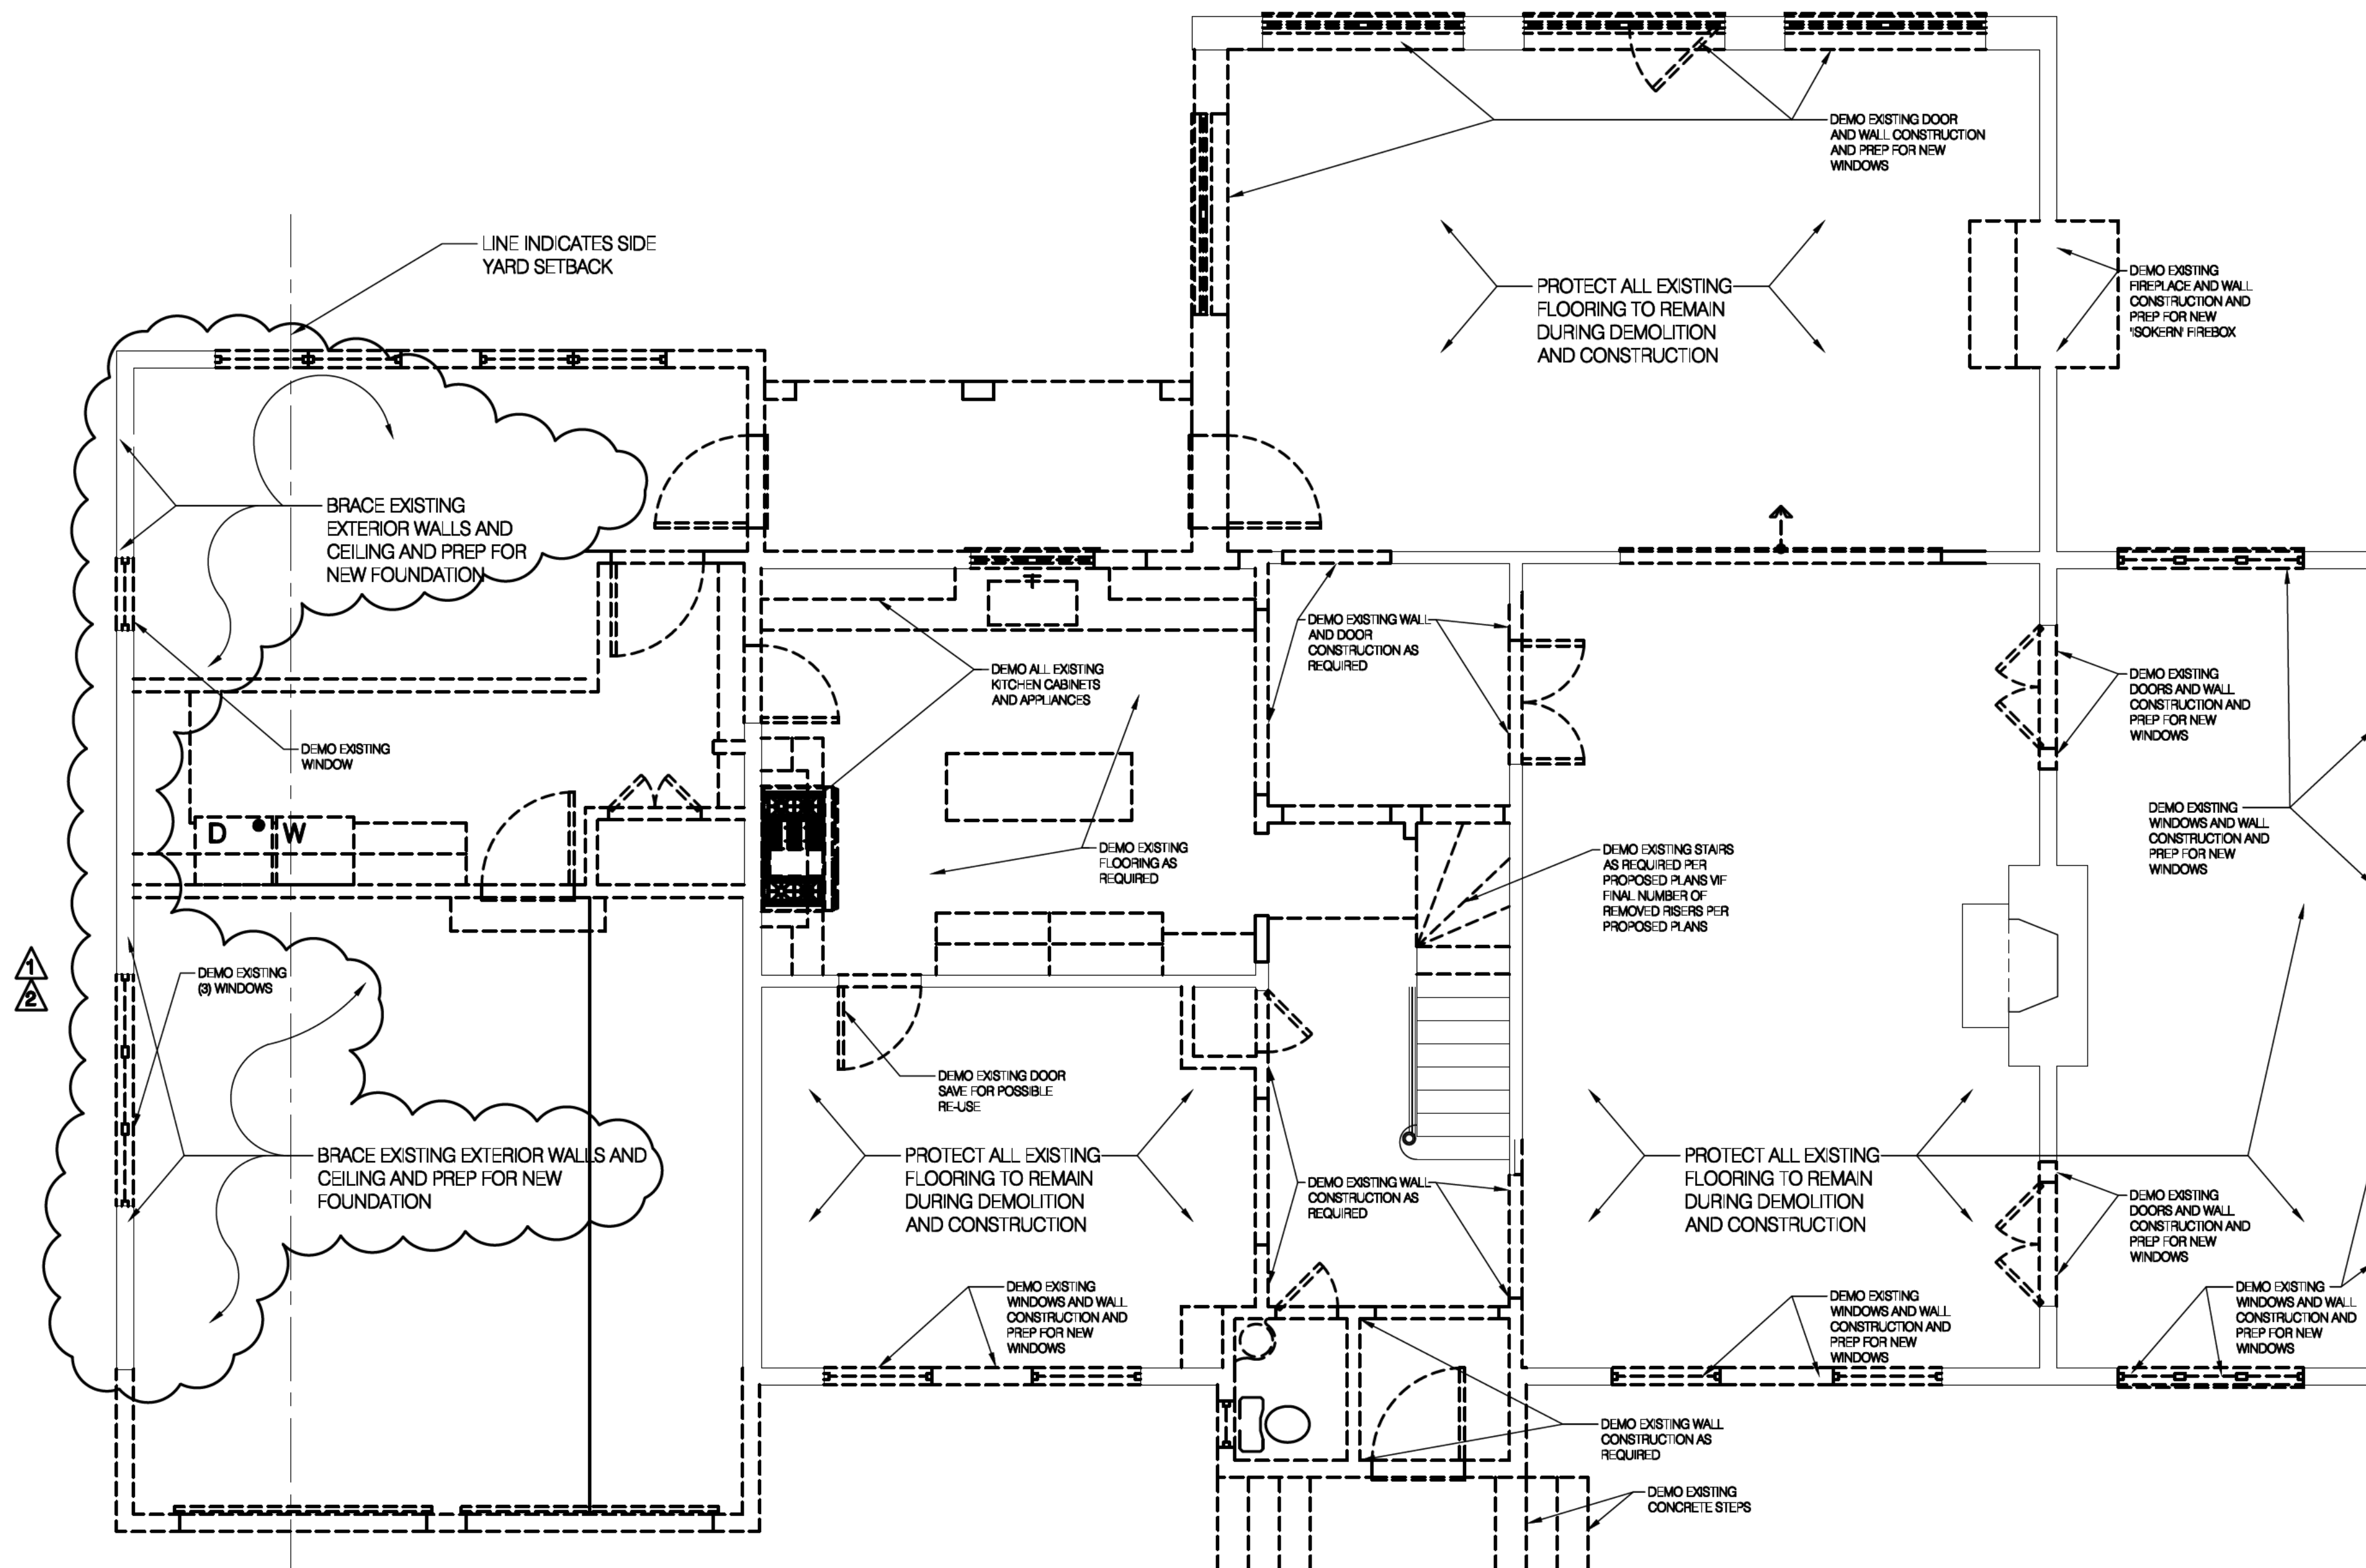 DEMO EXISTING DOOR
AND WALL CONSTRUCTION
AND PREP FOR NEW
WINDOWS
LINE INDICATES SIDE
YARD SETBACK
PROTECT ALL EXISTING
FLOORING TO REMAIN
DURING DEMOLITION
AND CONSTRUCTION
DEMO EXISTING
FIREPLACE AND WALL
CONSTRUCTION AND
PREP FOR NEW
'ISOKERN' FIREBOX
BRACE EXISTING
EXTERIOR WALLS AND
CEILING AND PREP FOR
NEW FOUNDATION
DEMO EXISTING WALL
AND DOOR
CONSTRUCTION AS
REQUIRED
DEMO ALL EXISTING
KITCHEN CABINETS
AND APPLIANCES
DEMO EXISTING
DOORS AND WALL
CONSTRUCTION AND
PREP FOR NEW
WINDOWS
DEMO EXISTING
WINDOW
DEMO EXISTING
WINDOWS AND WALL
CONSTRUCTION AND
PREP FOR NEW
WINDOWS
D W
DEMO EXISTING
FLOORING AS
REQUIRED
DEMO EXISTING STAIRS
AS REQUIRED PER
PROPOSED PLANS VIF
FINAL NUMBER OF
REMOVED RISERS PER
PROPOSED PLANS
1
2
DEMO EXISTING
(3) WINDOWS
DEMO EXISTING DOOR
SAVE FOR POSSIBLE
RE-USE
BRACE EXISTING EXTERIOR WALLS AND
CEILING AND PREP FOR NEW
FOUNDATION
PROTECT ALL EXISTING
FLOORING TO REMAIN
DURING DEMOLITION
AND CONSTRUCTION
DEMO EXISTING WALL
CONSTRUCTION AS
REQUIRED
PROTECT ALL EXISTING
FLOORING TO REMAIN
DURING DEMOLITION
AND CONSTRUCTION
DEMO EXISTING
DOORS AND WALL
CONSTRUCTION AND
PREP FOR NEW
WINDOWS
DEMO EXISTING
WINDOWS AND WALL
CONSTRUCTION AND
PREP FOR NEW
WINDOWS
DEMO EXISTING
WINDOWS AND WALL
CONSTRUCTION AND
PREP FOR NEW
WINDOWS
DEMO EXISTING
WINDOWS AND WALL
CONSTRUCTION AND
PREP FOR NEW
WINDOWS
DEMO EXISTING WALL
CONSTRUCTION AS
REQUIRED
DEMO EXISTING
CONCRETE STEPS